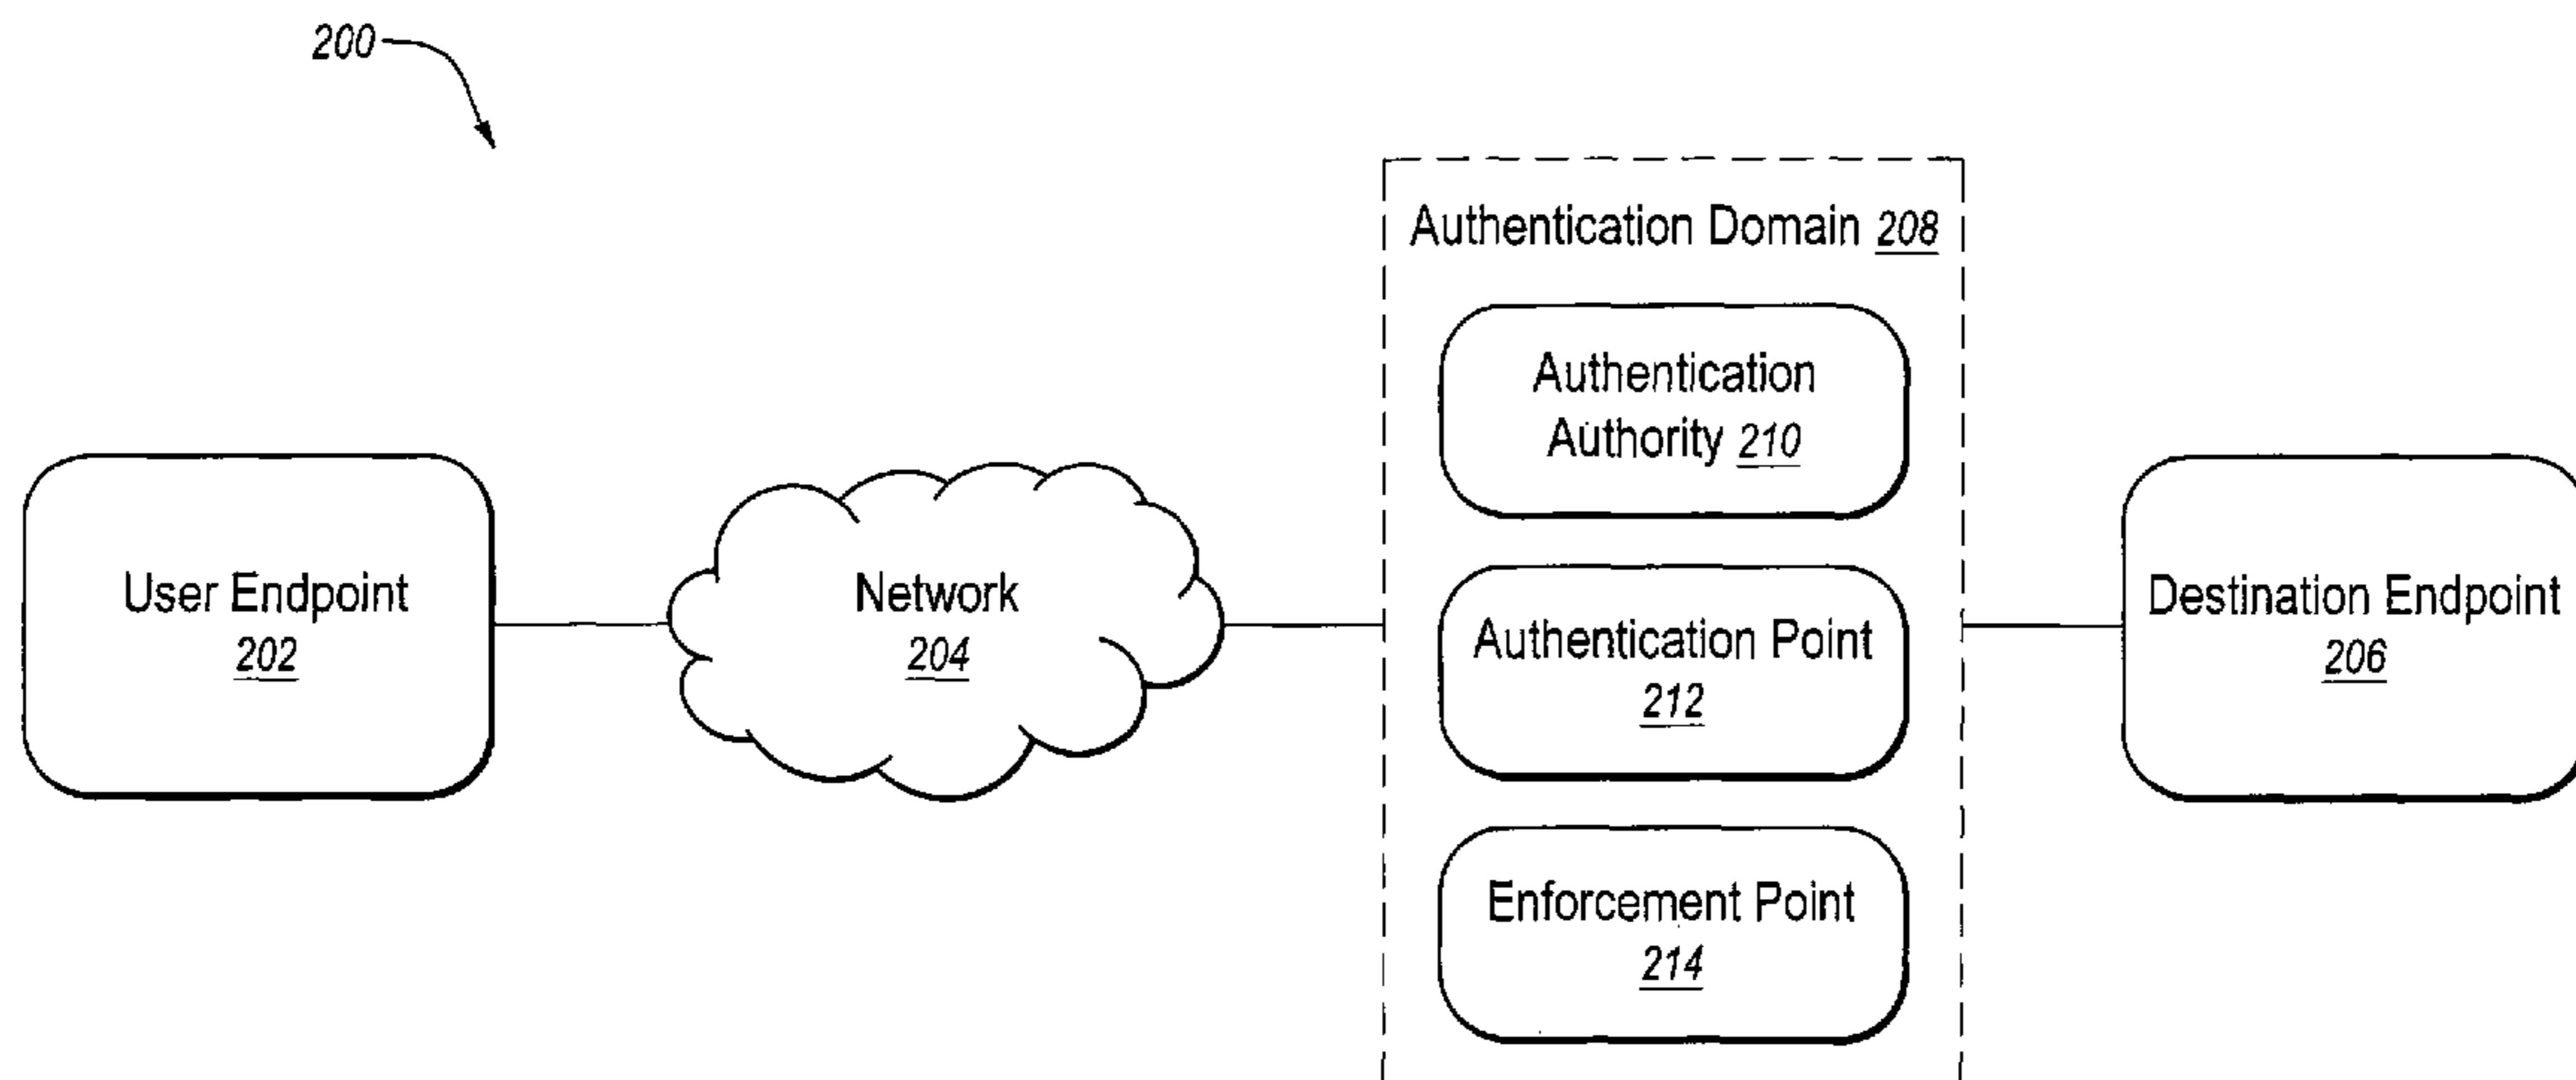 200
User Endpoint
202
Network
204
Authentication Domain 208
Authentication
Authority 210
Authentication Point
212
Enforcement Point
214
Destination Endpoint
206